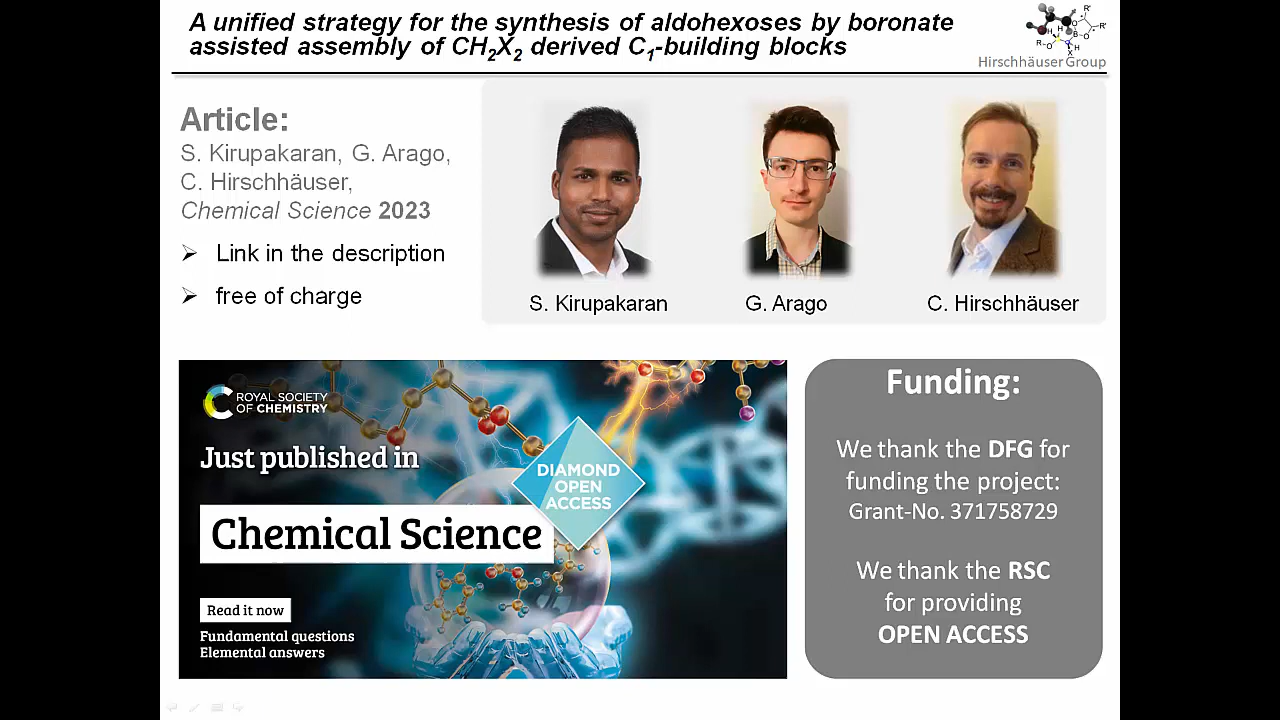 A unified strategy for the synthesis of aldohexoses by boronate
assisted assembly of CH2X2 derived C1-building blocks
R'
O
R'
B
O
H
H
R-O
H
X
Hirschhäuser Group
Article:
S. Kirupakaran, G. Arago,
C. Hirschhäuser,
Chemical Science 2023
➢ Link in the description
➢ free of charge
S. Kirupakaran
G. Arago
C. Hirschhäuser
ROYAL SOCIETY
OF CHEMISTRY
Just published in
Chemical Science
DIAMOND
OPEN
ACCESS
Read it now
Fundamental questions
Elemental answers
Funding:
We thank the DFG for
funding the project:
Grant-No. 371758729
We thank the RSC
for providing
OPEN ACCESS